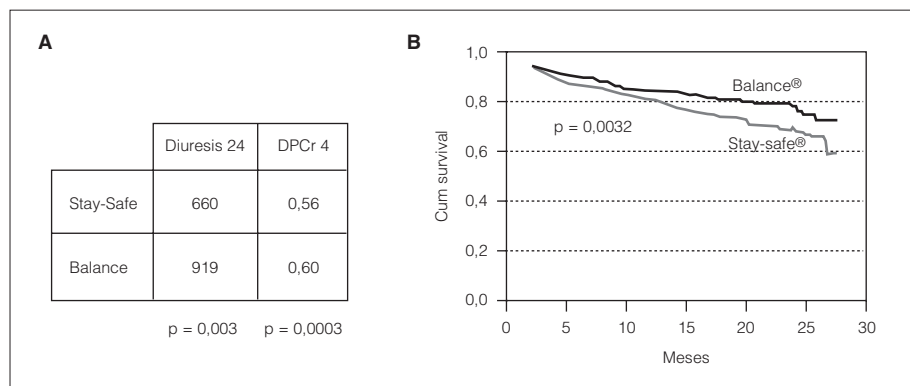 A
Diuresis 24 DPCr 4
Stay-Safe 660 0,56
Balance 919 0,60
p = 0,003 p = 0,0003
B
Cum survival
1,0
0,8
0,6
0,4
0,2
0,0
Balance®
p = 0,0032
Stay-safe®
0 5 10 15 20 25 30
Meses